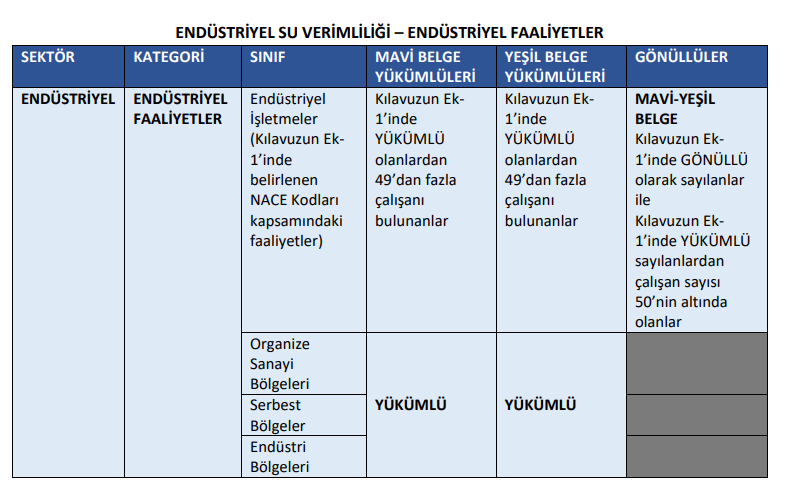 ENDÜSTRİYEL SU VERİMLİLİĞİ – ENDÜSTRİYEL FAALİYETLER
SEKTÖR
KATEGORİ
SINIF
MAVİ BELGE
YÜKÜMLÜLERİ
YEŞİL BELGE
YÜKÜMLÜLERİ
GÖNÜLLÜLER
ENDÜSTRİYEL
ENDÜSTRİYEL
FAALİYETLER
Endüstriyel
İşletmeler
(Kılavuzun Ek-
1’inde
belirlenen
NACE Kodları
kapsamındaki
faaliyetler)
Kılavuzun Ek-
1’inde
YÜKÜMLÜ
olanlardan
49’dan fazla
çalışanı
bulunanlar
Kılavuzun Ek-
1’inde
YÜKÜMLÜ
olanlardan
49’dan fazla
çalışanı
bulunanlar
MAVİ-YEŞİL
BELGE
Kılavuzun Ek-
1’inde GÖNÜLLÜ
olarak sayılanlar
ile
Kılavuzun Ek-
1’inde YÜKÜMLÜ
sayılanlardan
çalışan sayısı
50’nin altında
olanlar
Organize
Sanayi
Bölgeleri
Serbest
Bölgeler
Endüstri
Bölgeleri
YÜKÜMLÜ
YÜKÜMLÜ